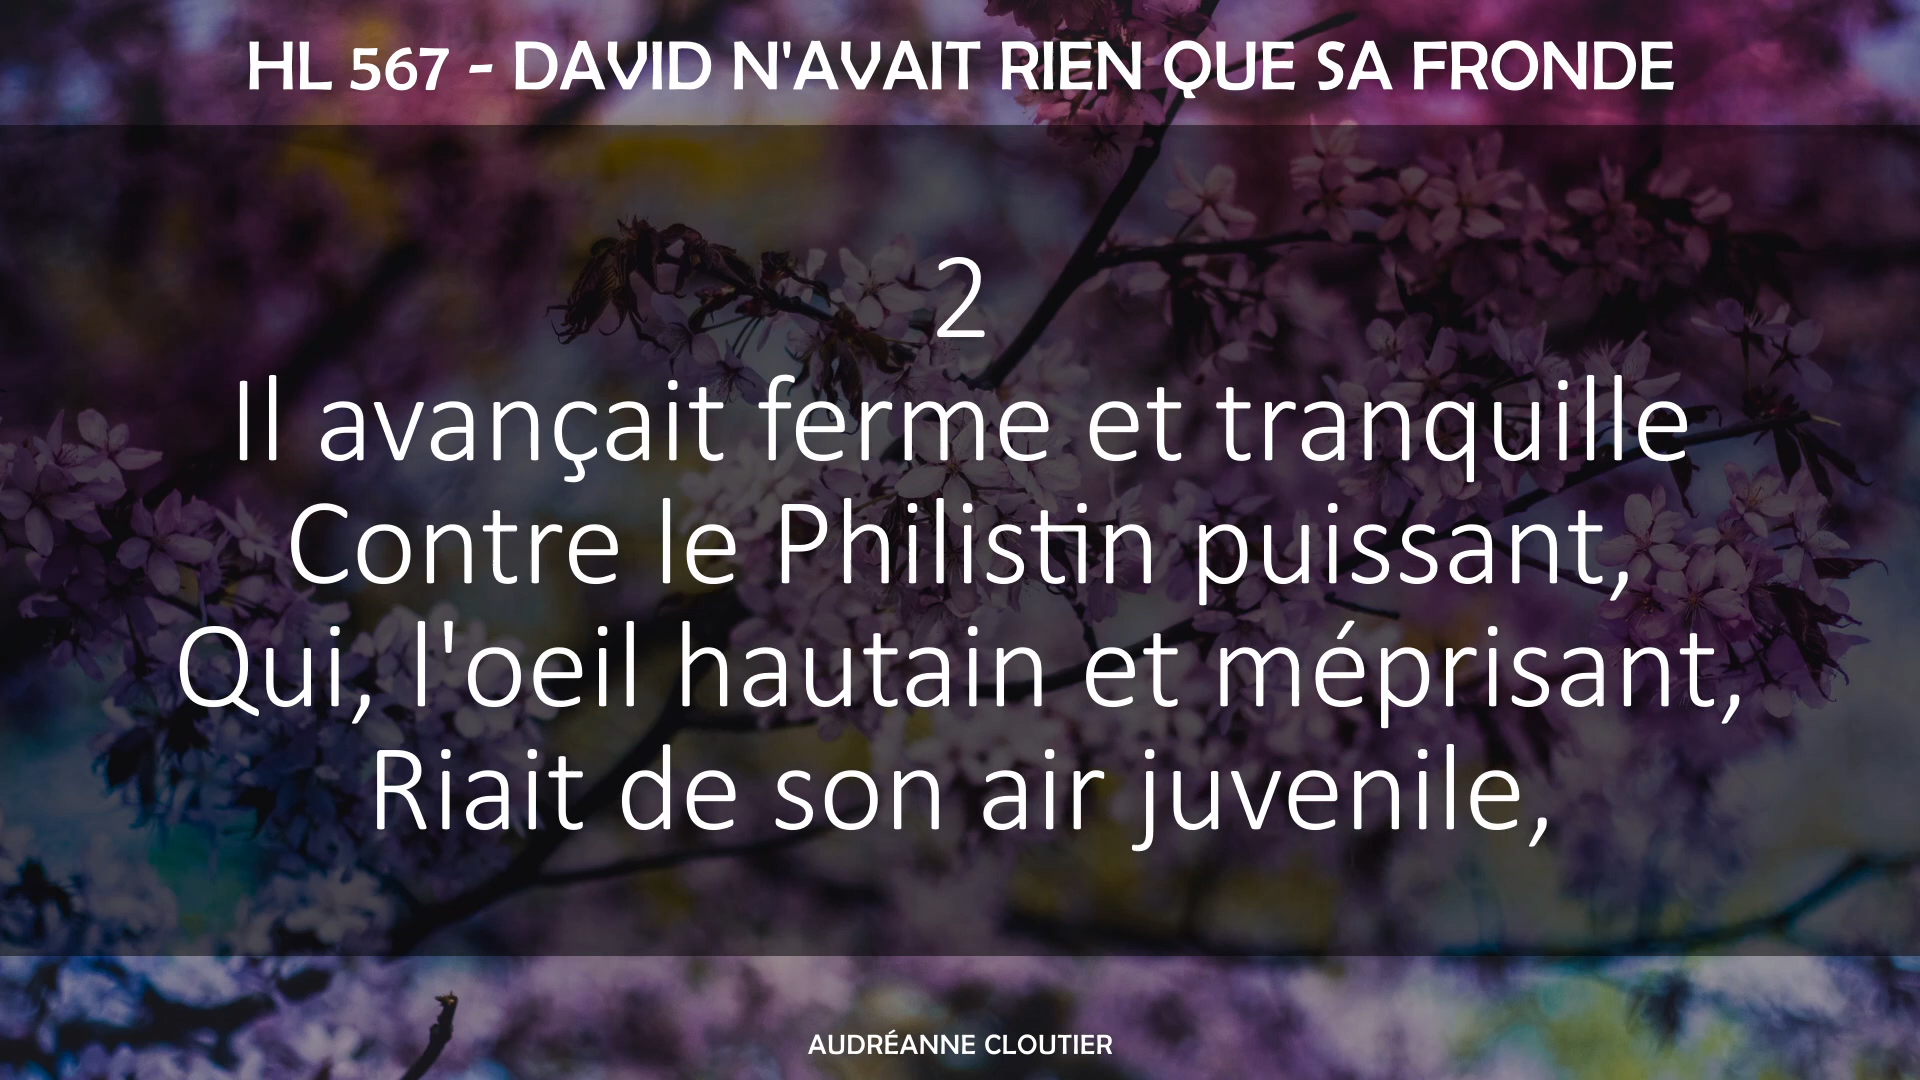 HL 567 - DAVID N'AVAIT RIEN QUE SA FRONDE
2
Il avançait ferme et tranquille
Contre le Philistin puissant,
Qui, l'oeil hautain et méprisant,
Riait de son air juvenile,
AUDRÉANNE CLOUTIER